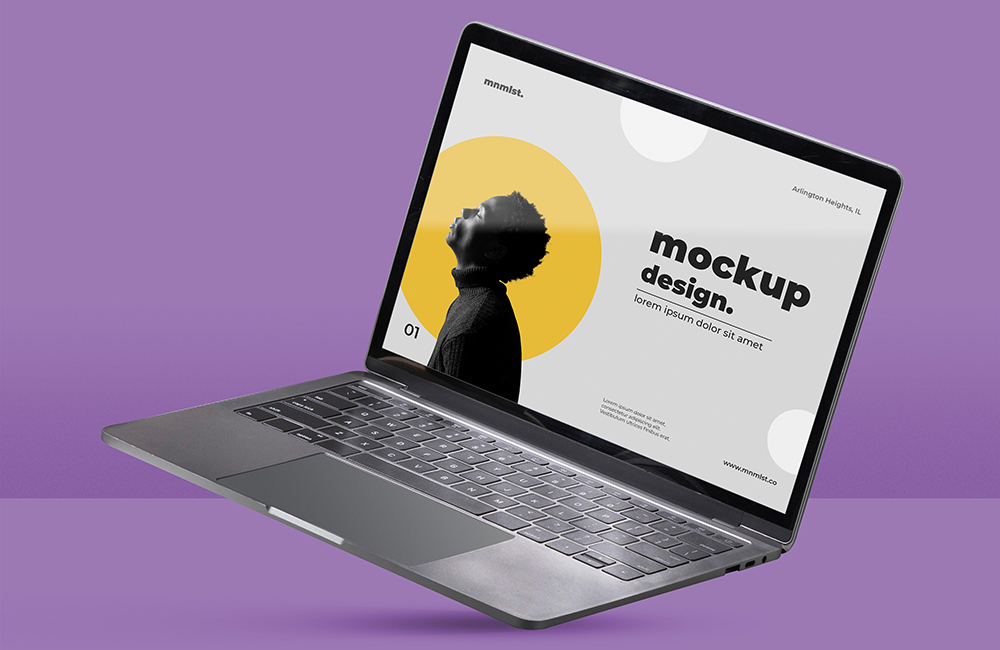 mnmlst.
Arlington Heights, IL
mockup
design.
lorem ipsum dolor sit amet
01
Lorem ipsum dolor sit amet,
consectetur adipiscing elit.
Vestibulum Ultrices Finibus erat,
www.mnmlst.co